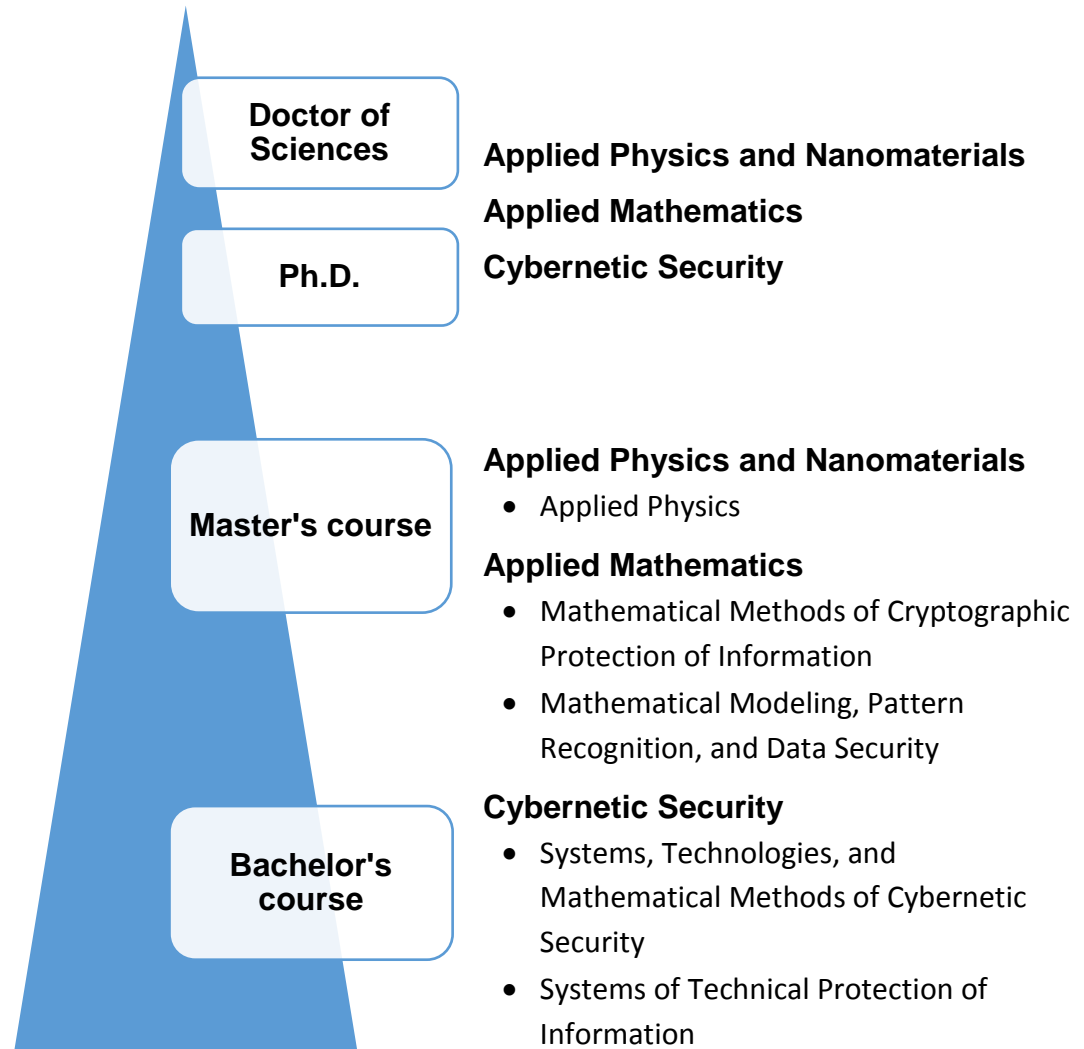 Doctor of
Sciences
Applied Physics and Nanomaterials
Applied Mathematics
Ph.D.
Cybernetic Security
Master's course
Applied Physics and Nanomaterials
• Applied Physics
Applied Mathematics
• Mathematical Methods of Cryptographic
Protection of Information
• Mathematical Modeling, Pattern
Recognition, and Data Security
Bachelor's
course
Cybernetic Security
• Systems, Technologies, and
Mathematical Methods of Cybernetic
Security
• Systems of Technical Protection of
Information